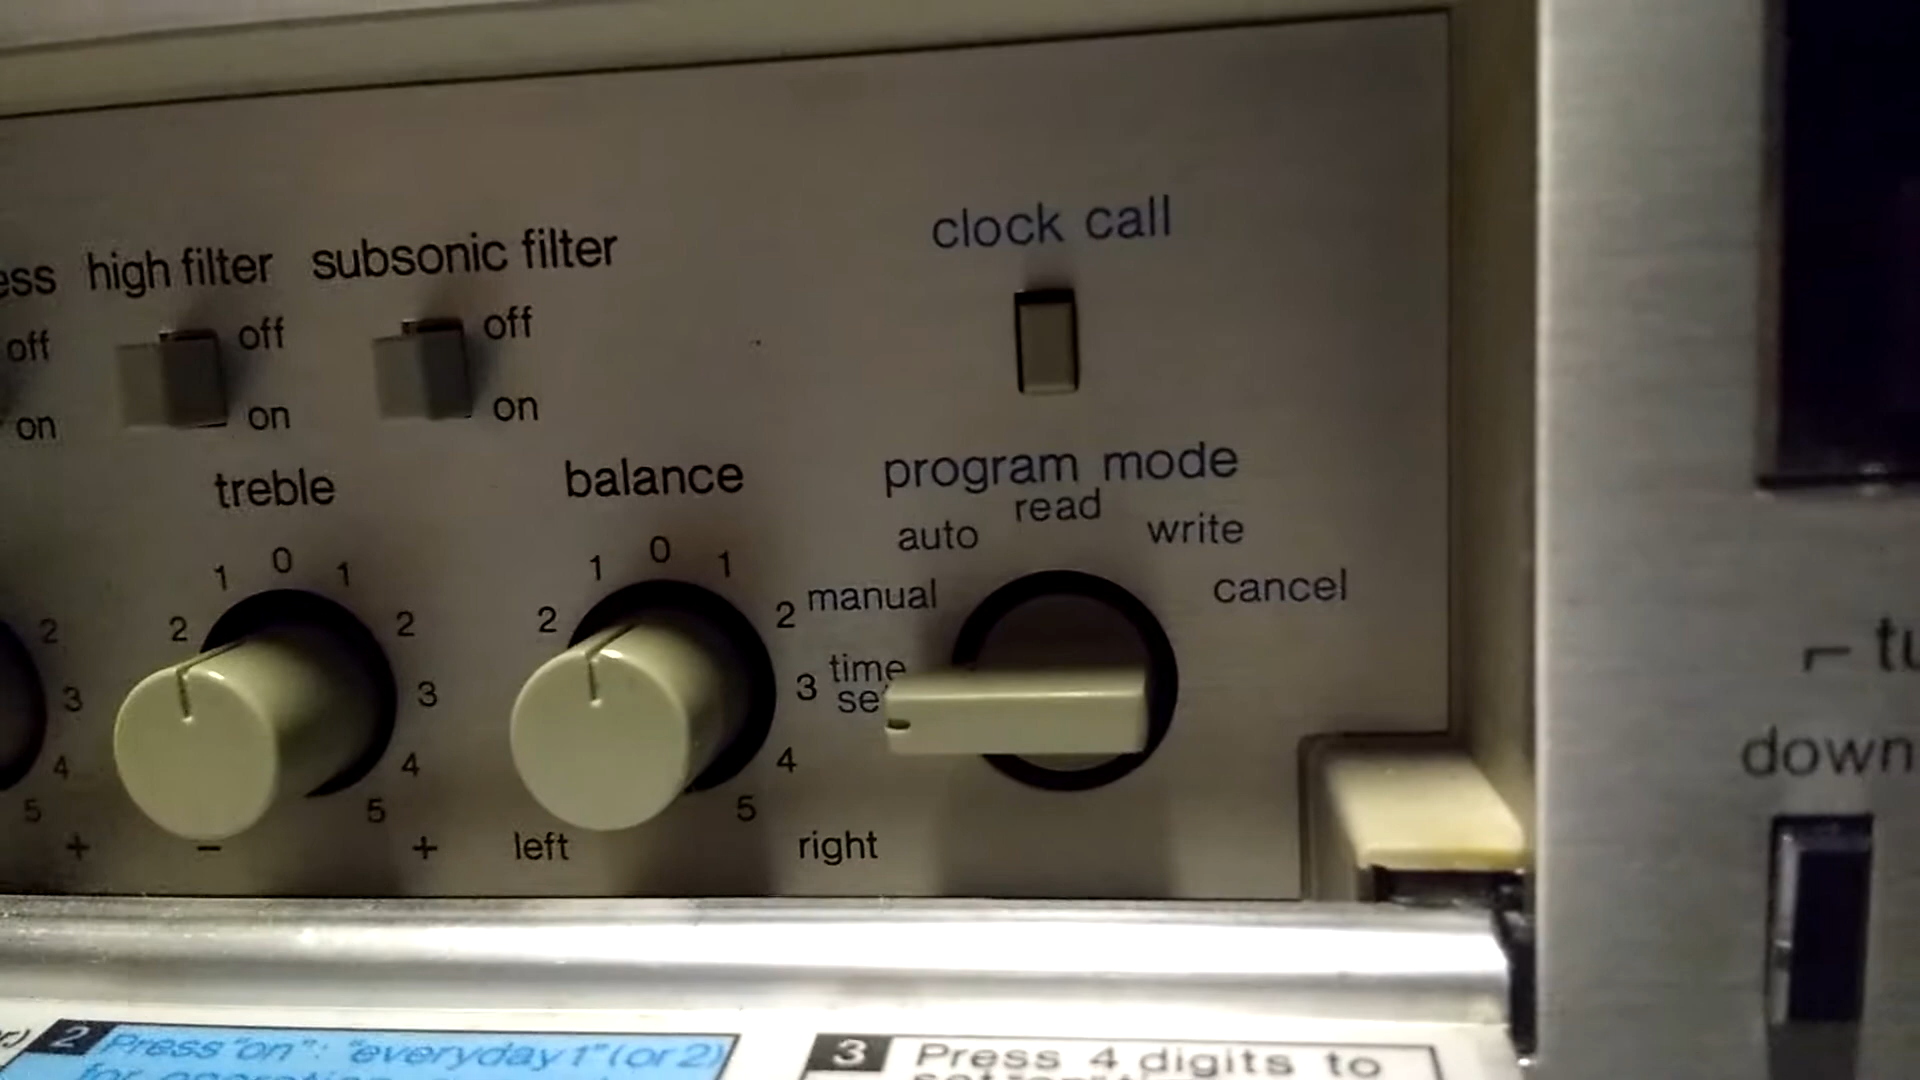 clock call
ess high filter subsonic filter
off off off
on on on
treble balance program mode
auto read write
1 0 1 1 0 1
manual cancel
2 2 2 2 2
time
3 3 3 set
4 4 4
5 5 5
+ − + left right
tu
down
2 Press "on": "everyday 1" (or 2)
3 Press 4 digits to